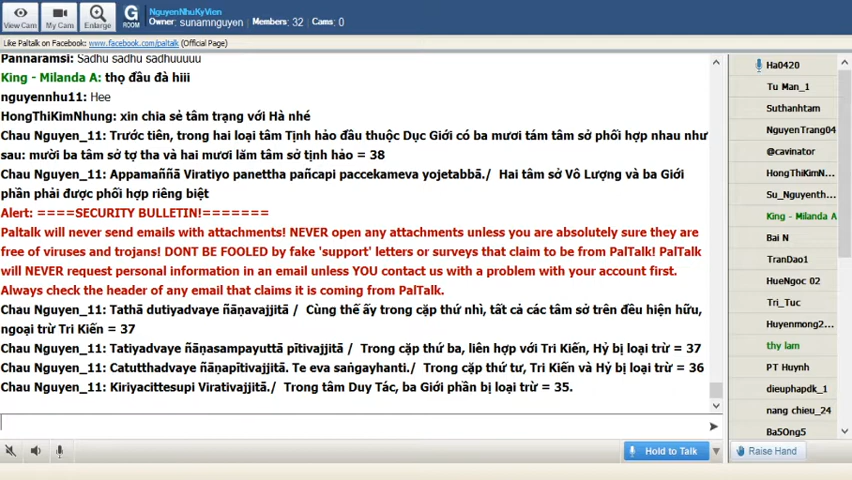 NguyenNhuKyVien
G
ROOM
Owner: sunamnguyen Members: 32 Cams: 0
View Cam My Cam Enlarge
Like Paltalk on Facebook: www.facebook.com/paltalk (Official Page)
Pannaramsi: Sadhu sadhu sadhuuuuu
King - Milanda A: thọ đầu đà hiii
nguyennhu11: Hee
HongThiKimNhung: xin chia sẻ tâm trạng với Hà nhé
Chau Nguyen_11: Trước tiên, trong hai loại tâm Tịnh hảo đầu thuộc Dục Giới có ba mươi tám tâm sở phối hợp nhau như
sau: mười ba tâm sở tợ tha và hai mươi lăm tâm sở tịnh hảo = 38
Chau Nguyen_11: Appamaññā Viratiyo panettha pañcapi paccekameva yojetabbā./ Hai tâm sở Vô Lượng và ba Giới
phần phải được phối hợp riêng biệt
Alert: ====SECURITY BULLETIN!=======
Paltalk will never send emails with attachments! NEVER open any attachments unless you are absolutely sure they are
free of viruses and trojans! DONT BE FOOLED by fake 'support' letters or surveys that claim to be from PalTalk! PalTalk
will NEVER request personal information in an email unless YOU contact us with a problem with your account first.
Always check the header of any email that claims it is coming from PalTalk.
Chau Nguyen_11: Tathā dutiyadvaye ñāṇavajjitā / Cùng thế ấy trong cặp thứ nhì, tất cả các tâm sở trên đều hiện hữu,
ngoại trừ Tri Kiến = 37
Chau Nguyen_11: Tatiyadvaye ñāṇasampayuttā pītivajjitā / Trong cặp thứ ba, liên hợp với Tri Kiến, Hỷ bị loại trừ = 37
Chau Nguyen_11: Catutthadvaye ñāṇapītivajjitā. Te eva saṅgayhanti./ Trong cặp thứ tư, Tri Kiến và Hỷ bị loại trừ = 36
Chau Nguyen_11: Kiriyacittesupi Virativajjitā./ Trong tâm Duy Tác, ba Giới phần bị loại trừ = 35.
Hold to Talk
Ha0420
Tu Man_1
Suthanhtam
NguyenTrang04
@cavinator
HongThiKimN...
Su_Nguyenth...
King - Milanda A
Bai N
TranDao1
HueNgoc 02
Tri_Tuc
Huyenmong2...
thy lam
PT Huynh
dieuphapdk_1
nang chieu_24
Ba5Ong5
Raise Hand